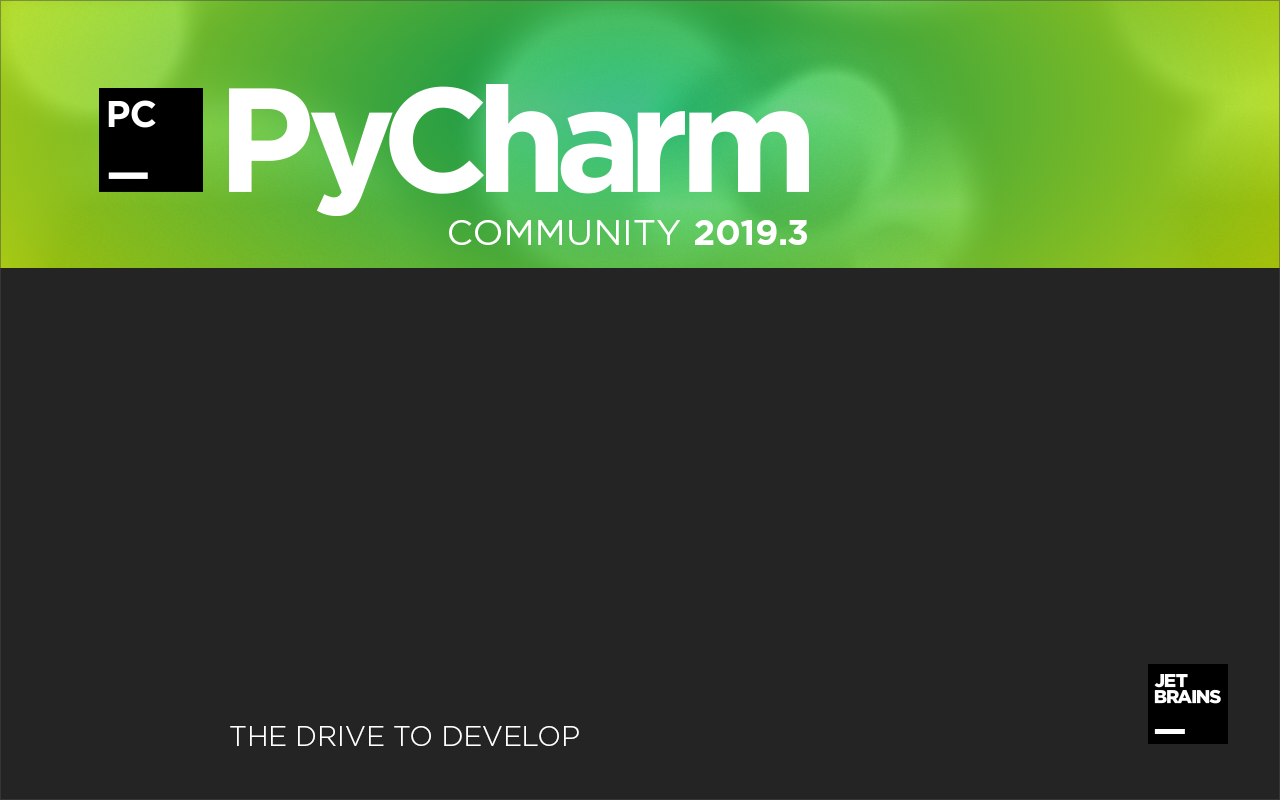 PC
PyCharm
COMMUNITY 2019.3
JET
BRAINS
THE DRIVE TO DEVELOP